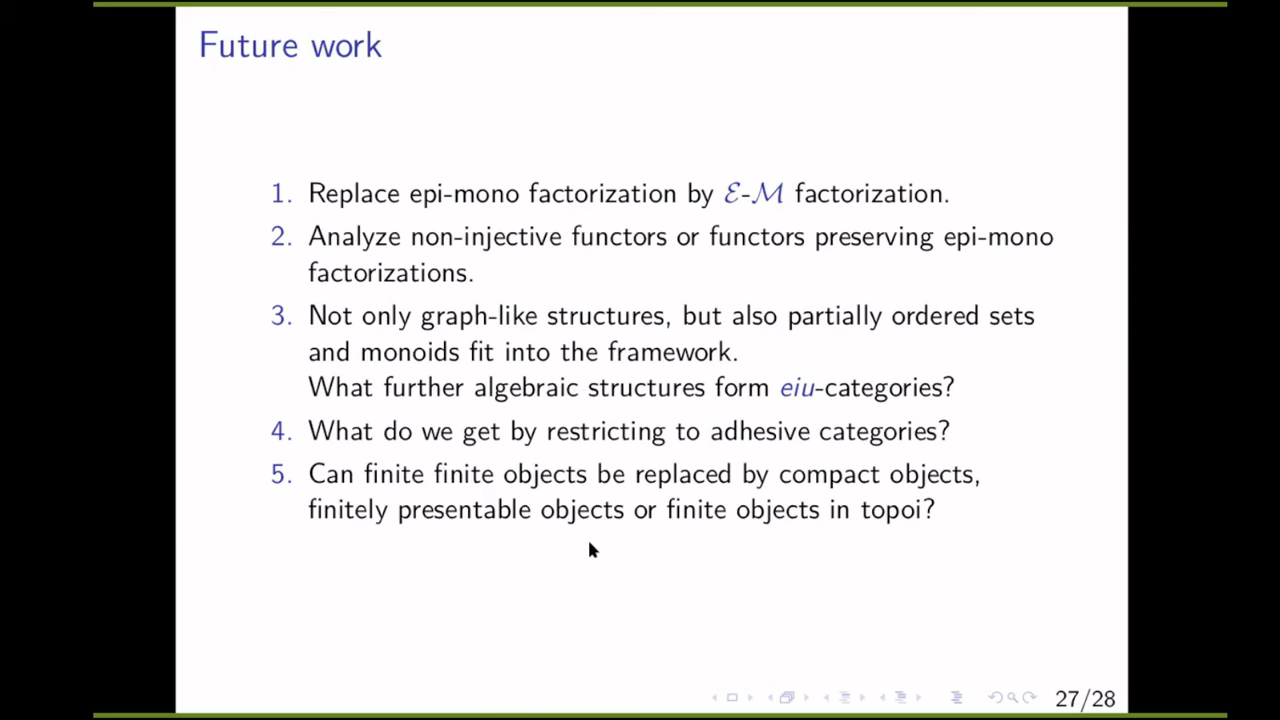 Future work
1. Replace epi-mono factorization by ℰ-ℳ factorization.
2. Analyze non-injective functors or functors preserving epi-mono
factorizations.
3. Not only graph-like structures, but also partially ordered sets
and monoids fit into the framework.
What further algebraic structures form eiu-categories?
4. What do we get by restricting to adhesive categories?
5. Can finite finite objects be replaced by compact objects,
finitely presentable objects or finite objects in topoi?
27/28